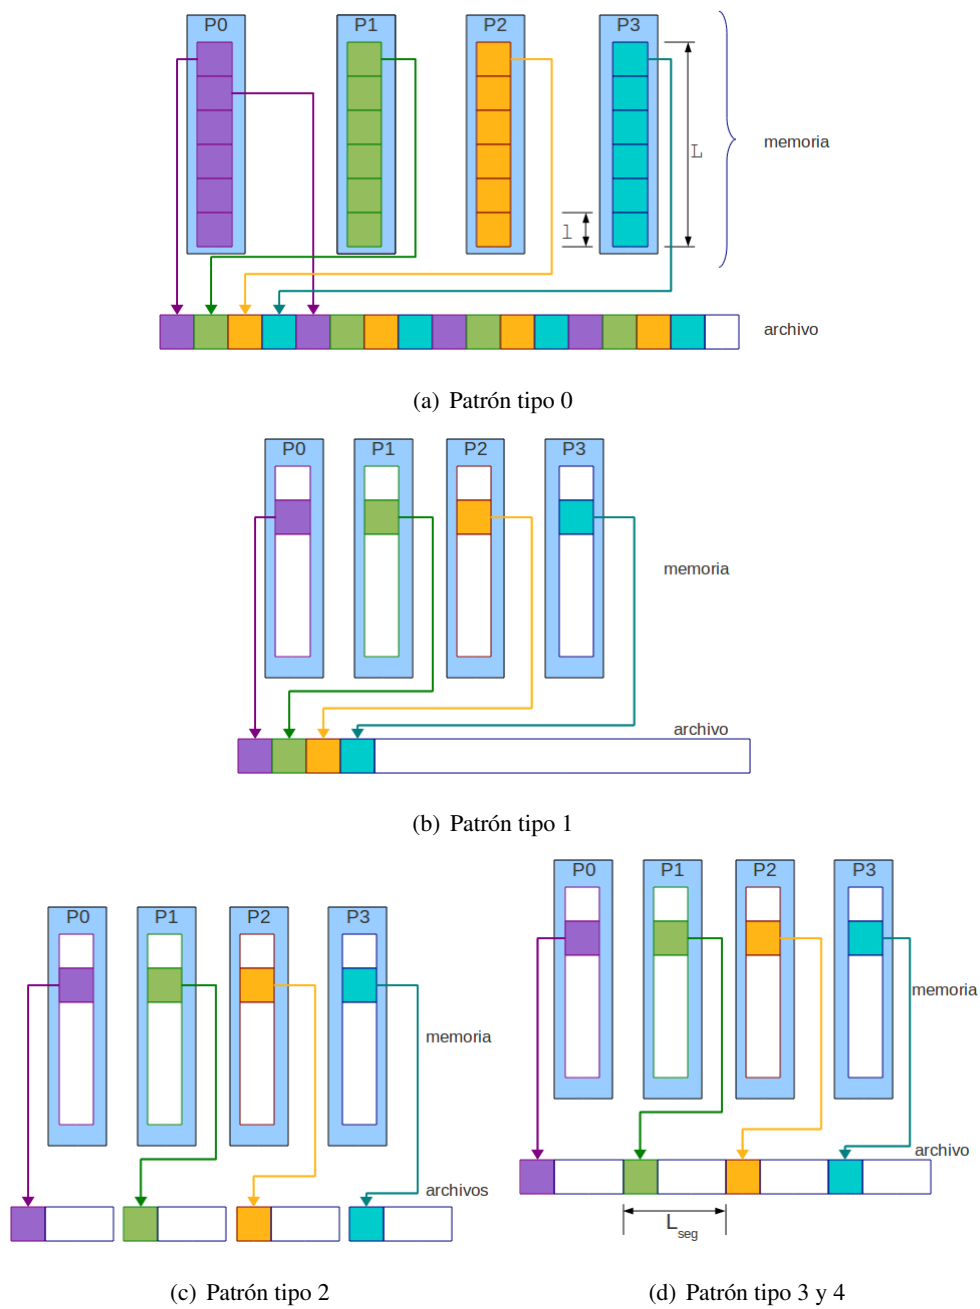 P0 P1 P2 P3
memoria
L
l
archivo
(a) Patrón tipo 0
P0 P1 P2 P3
memoria
archivo
(b) Patrón tipo 1
P0 P1 P2 P3
memoria
archivos
(c) Patrón tipo 2
P0 P1 P2 P3
memoria
archivo
Lseg
(d) Patrón tipo 3 y 4